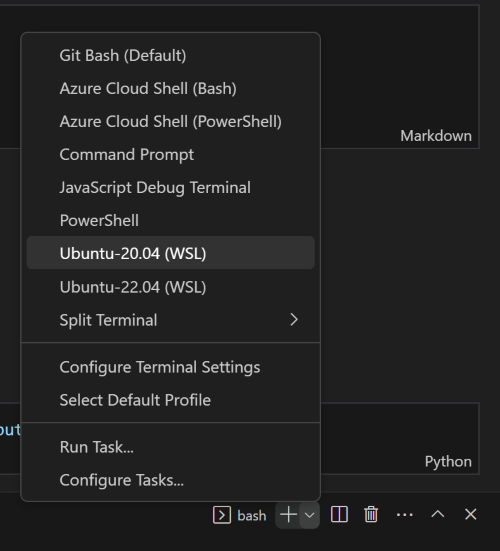 Git Bash (Default)
Azure Cloud Shell (Bash)
Azure Cloud Shell (PowerShell)
Markdown
Command Prompt
JavaScript Debug Terminal
PowerShell
Ubuntu-20.04 (WSL)
Ubuntu-22.04 (WSL)
Split Terminal
Configure Terminal Settings
Select Default Profile
out
Run Task...
Python
Configure Tasks...
bash